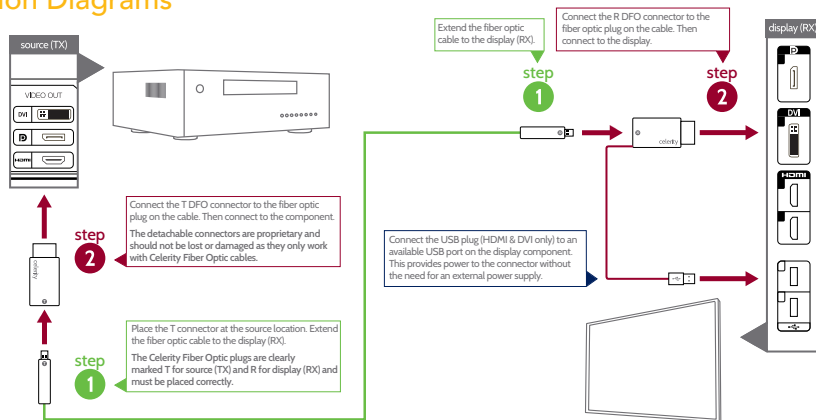 ion Diagrams
source (TX)
VIDEO OUT
DVI
HDMI
Extend the fiber optic
cable to the display (RX).
step
1
Connect the R DFO connector to the
fiber optic plug on the cable. Then
connect to the display.
step
2
display (RX)
DVI
HDMI
celerity
Connect the T DFO connector to the fiber optic
plug on the cable. Then connect to the component.
The detachable connectors are proprietary and
should not be lost or damaged as they only work
with Celerity Fiber Optic cables.
step
2
celerity
Connect the USB plug (HDMI & DVI only) to an
available USB port on the display component.
This provides power to the connector without
the need for an external power supply.
Place the T connector at the source location. Extend
the fiber optic cable to the display (RX).
The Celerity Fiber Optic plugs are clearly
marked T for source (TX) and R for display (RX) and
must be placed correctly.
step
1